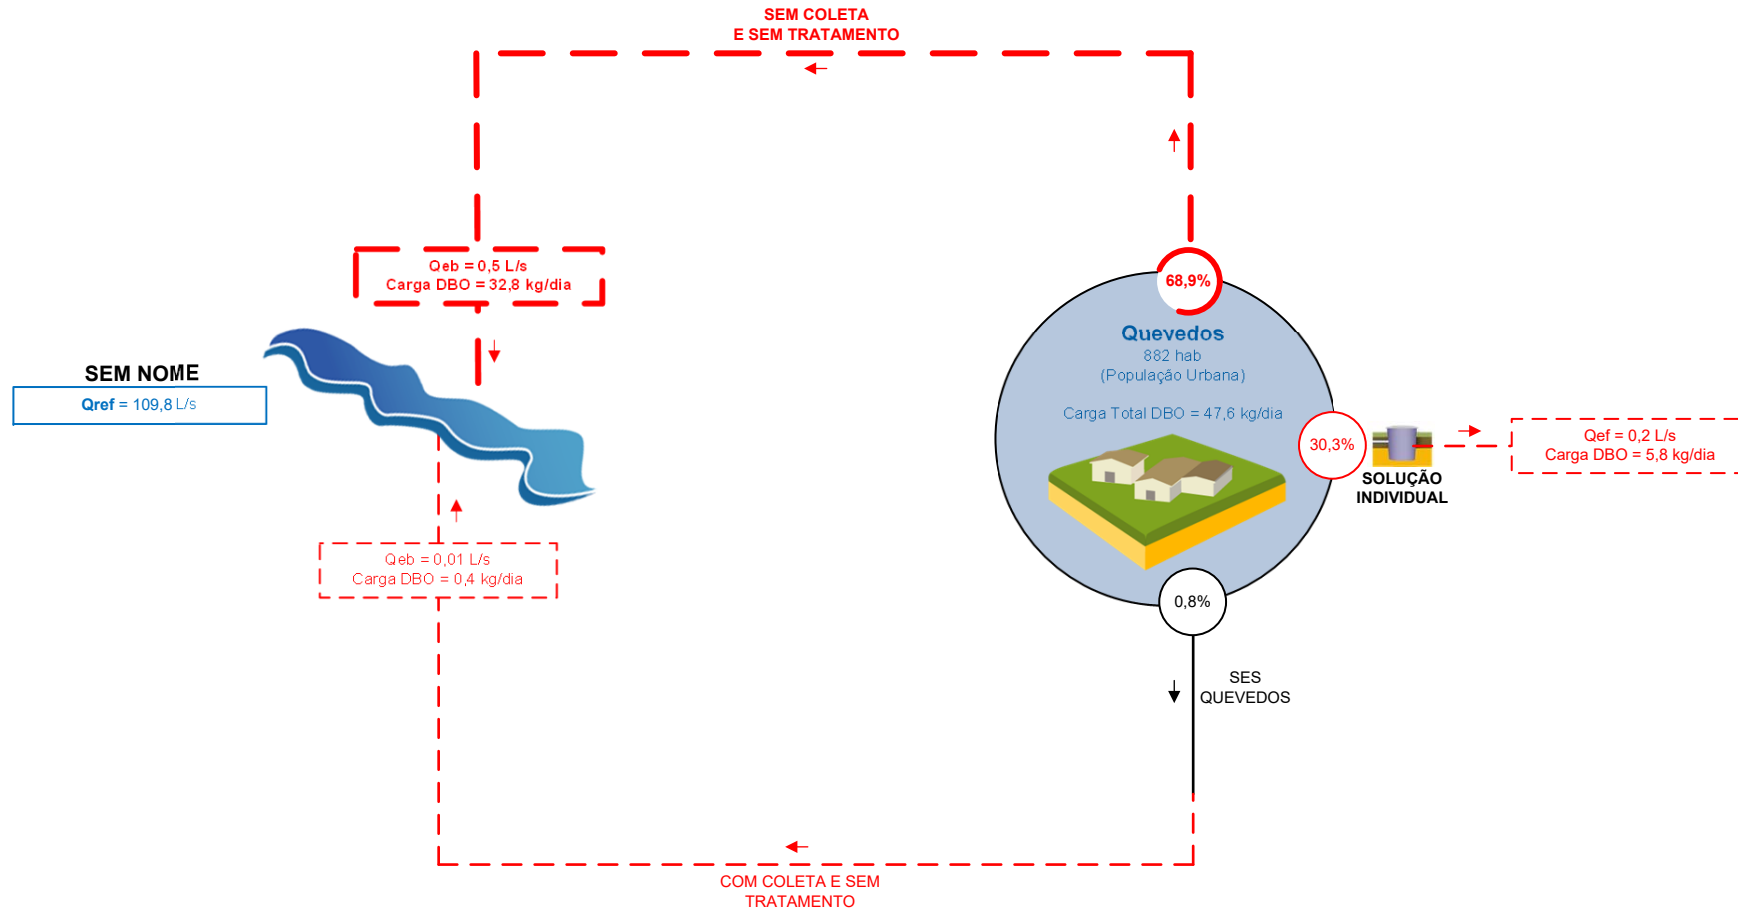 SEM COLETA
E SEM TRATAMENTO
Qeb = 0,5 L/s
Carga DBO = 32,8 kg/dia
68,9%
Quevedos
882 hab
(População Urbana)
Carga Total DBO = 47,6 kg/dia
SEM NOME
Qref = 109,8 L/s
30,3%
SOLUÇÃO
INDIVIDUAL
Qef = 0,2 L/s
Carga DBO = 5,8 kg/dia
Qeb = 0,01 L/s
Carga DBO = 0,4 kg/dia
0,8%
SES
QUEVEDOS
COM COLETA E SEM
TRATAMENTO